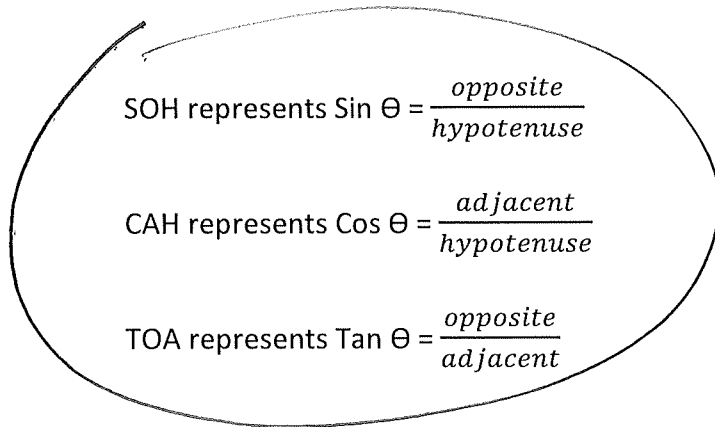 SOH represents Sin Ө = opposite / hypotenuse
CAH represents Cos Ө = adjacent / hypotenuse
TOA represents Tan Ө = opposite / adjacent